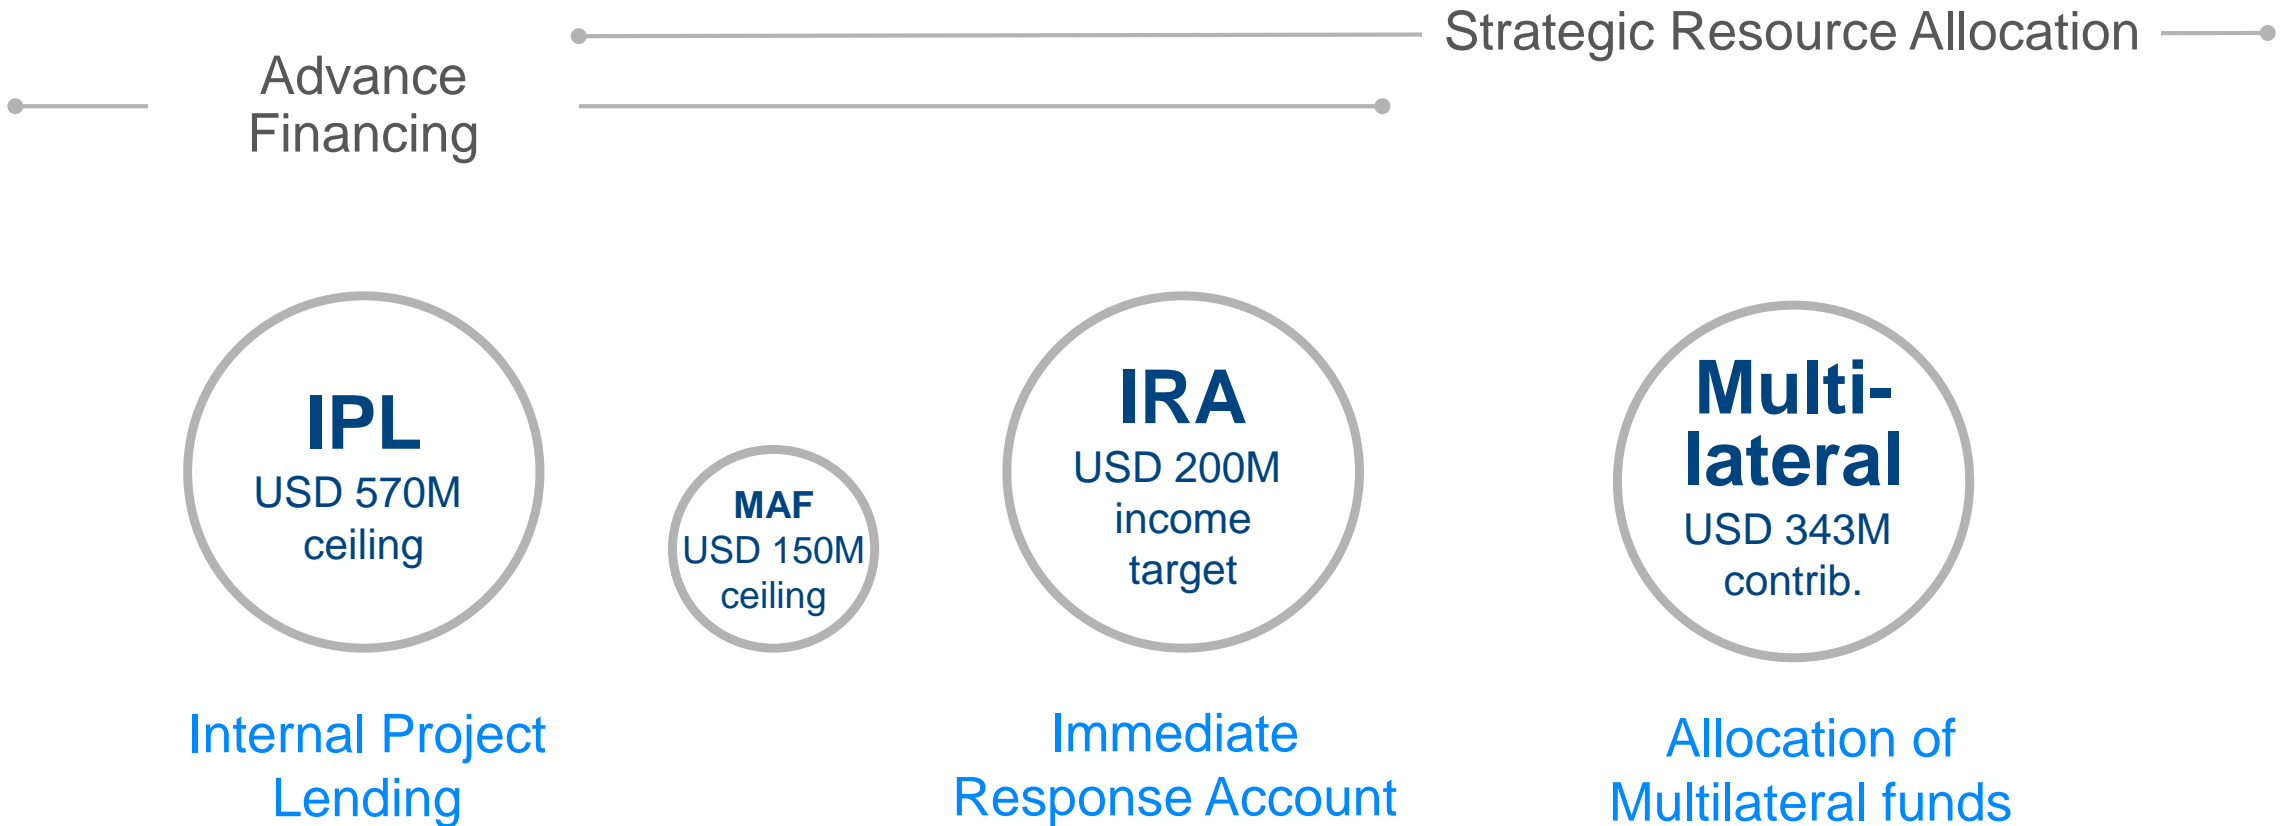 Strategic Resource Allocation
Advance
Financing
IPL
USD 570M
ceiling
MAF
USD 150M
ceiling
IRA
USD 200M
income
target
Multi-
lateral
USD 343M
contrib.
Internal Project
Lending
Immediate
Response Account
Allocation of
Multilateral funds